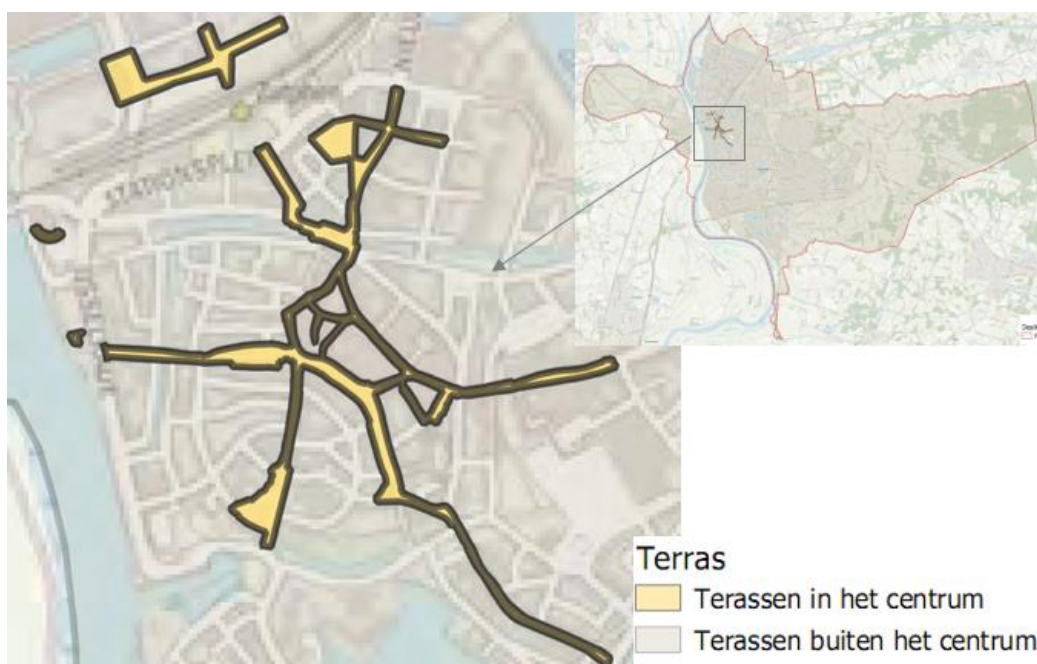 STATIONSPLEIN
Terras
Terassen in het centrum
Terassen buiten het centrum